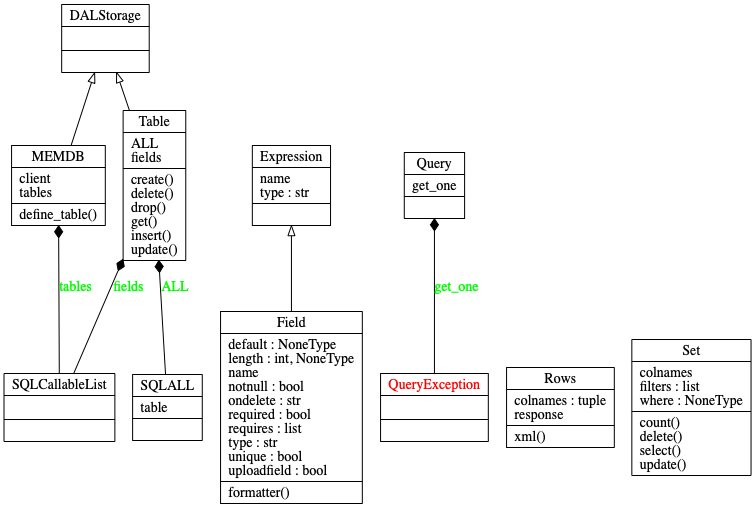 DALStorage
Table
ALL
fields
create()
delete()
drop()
get()
insert()
update()
MEMDB
client
tables
define_table()
Expression
name
type : str
Query
get_one
tables
fields
ALL
get_one
Field
default : NoneType
length : int, NoneType
name
notnull : bool
ondelete : str
required : bool
requires : list
type : str
unique : bool
uploadfield : bool
formatter()
SQLCallableList
SQLALL
table
QueryException
Rows
colnames : tuple
response
xml()
Set
colnames
filters : list
where : NoneType
count()
delete()
select()
update()